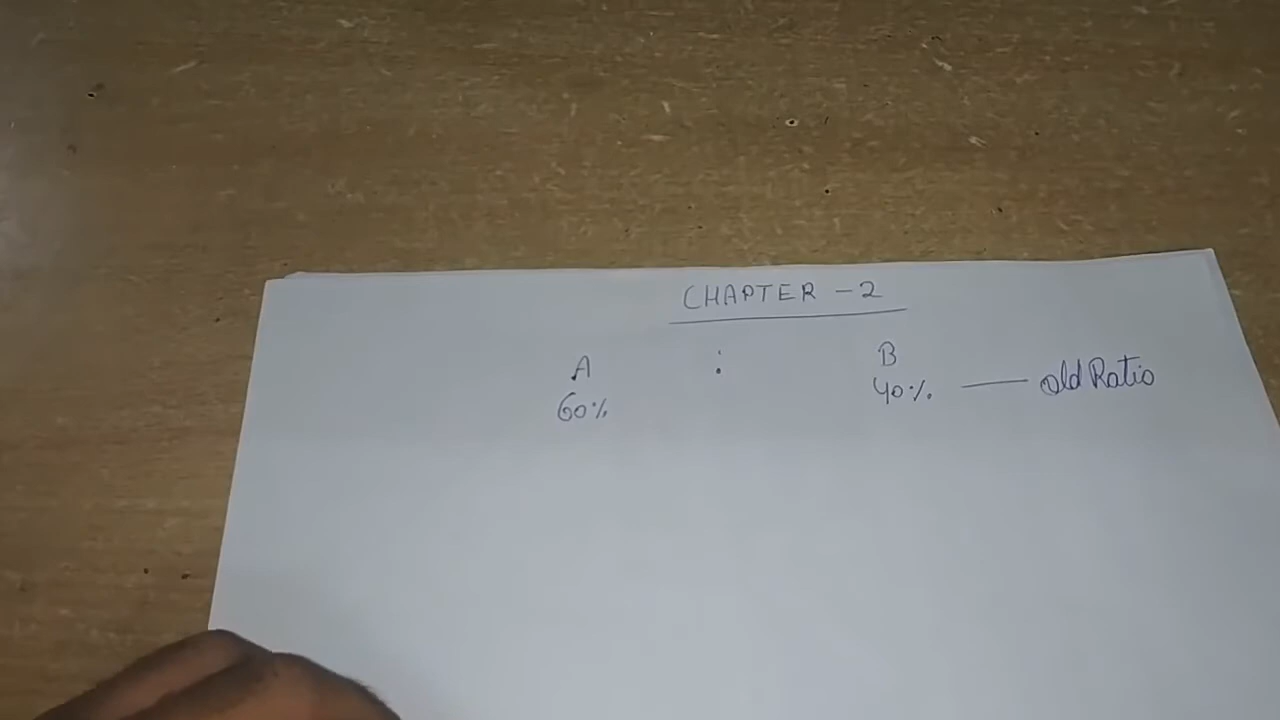 CHAPTER - 2
A : B
60% 40% — old Ratio